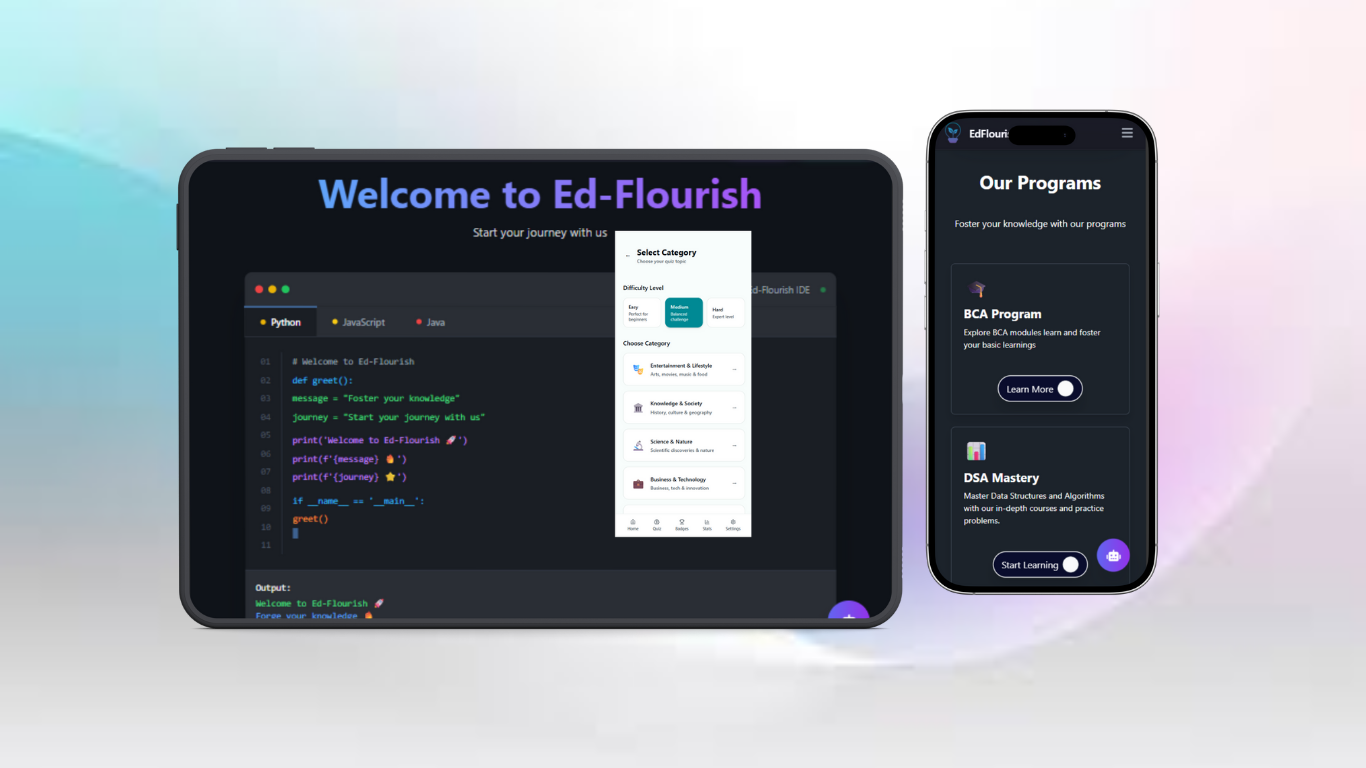 Welcome to Ed-Flourish
Start your journey with us
d-Flourish IDE
Python
JavaScript
Java
01 # Welcome to Ed-Flourish
02 def greet():
03 message = "Foster your knowledge"
04 journey = "Start your journey with us"
05
print('Welcome to Ed-Flourish 🚀')
06 print(f'{message} 🔥')
07 print(f'{journey} ⭐')
08
if __name__ == '__main__':
09
greet()
10
11
Output:
Welcome to Ed-Flourish 🚀
Forge your knowledge 🔥
← Select Category
Choose your quiz topic
Difficulty Level
Easy
Perfect for
beginners
Medium
Balanced
challenge
Hard
Expert level
Choose Category
Entertainment & Lifestyle →
Arts, movies, music & food
Knowledge & Society →
History, culture & geography
Science & Nature →
Scientific discoveries & nature
Business & Technology →
Business, tech & innovation
Home Quiz Badges Stats Settings
EdFlouri
Our Programs
Foster your knowledge with our programs
BCA Program
Explore BCA modules learn and foster
your basic learnings
Learn More
DSA Mastery
Master Data Structures and Algorithms
with our in-depth courses and practice
problems.
Start Learning